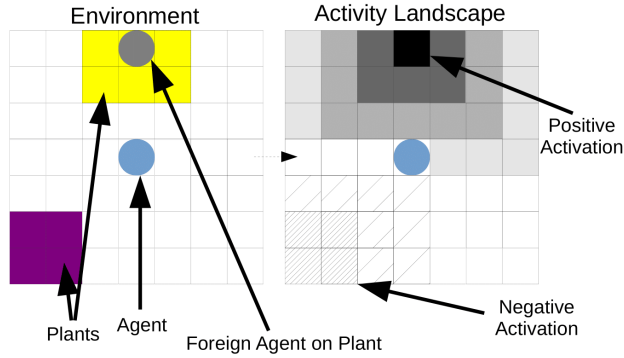 Environment
Activity Landscape
Positive
Activation
Negative
Activation
Plants
Agent
Foreign Agent on Plant